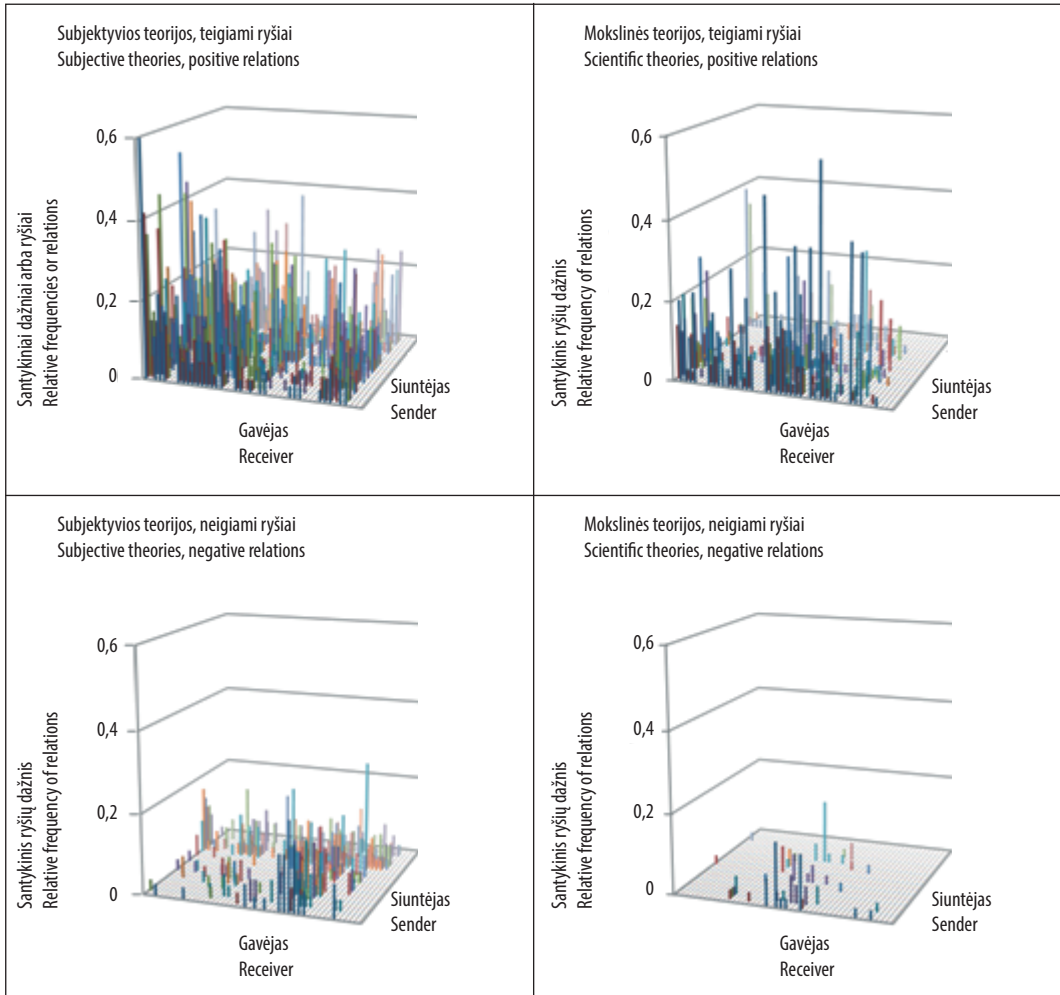 Subjektyvios teorijos, teigiami ryšiai
Subjective theories, positive relations
Santykiniai dažniai arba ryšiai
Relative frequencies or relations
0,6
0,4
0,2
0
Siuntėjas
Sender
Gavėjas
Receiver
Mokslinės teorijos, teigiami ryšiai
Scientific theories, positive relations
Santykinis ryšių dažnis
Relative frequency of relations
0,6
0,4
0,2
0
Siuntėjas
Sender
Gavėjas
Receiver
Subjektyvios teorijos, neigiami ryšiai
Subjective theories, negative relations
Santykinis ryšių dažnis
Relative frequency of relations
0,6
0,4
0,2
0
Siuntėjas
Sender
Gavėjas
Receiver
Mokslinės teorijos, neigiami ryšiai
Scientific theories, negative relations
Santykinis ryšių dažnis
Relative frequency of relations
0,6
0,4
0,2
0
Siuntėjas
Sender
Gavėjas
Receiver